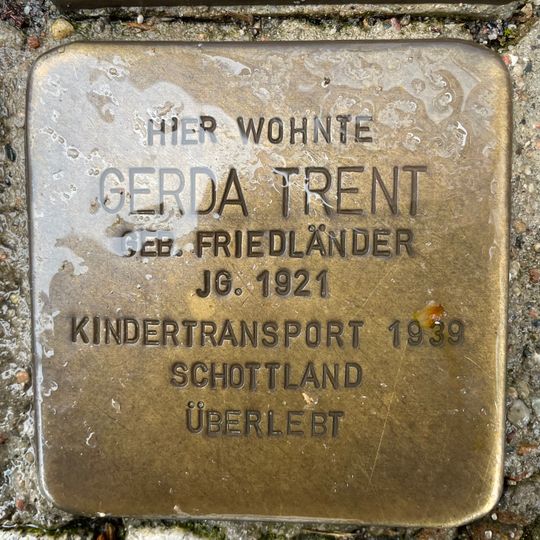 HIER WOHNTE
GERDA TRENT
GEB. FRIEDLÄNDER
JG. 1921
KINDERTRANSPORT 1939
SCHOTTLAND
ÜBERLEBT